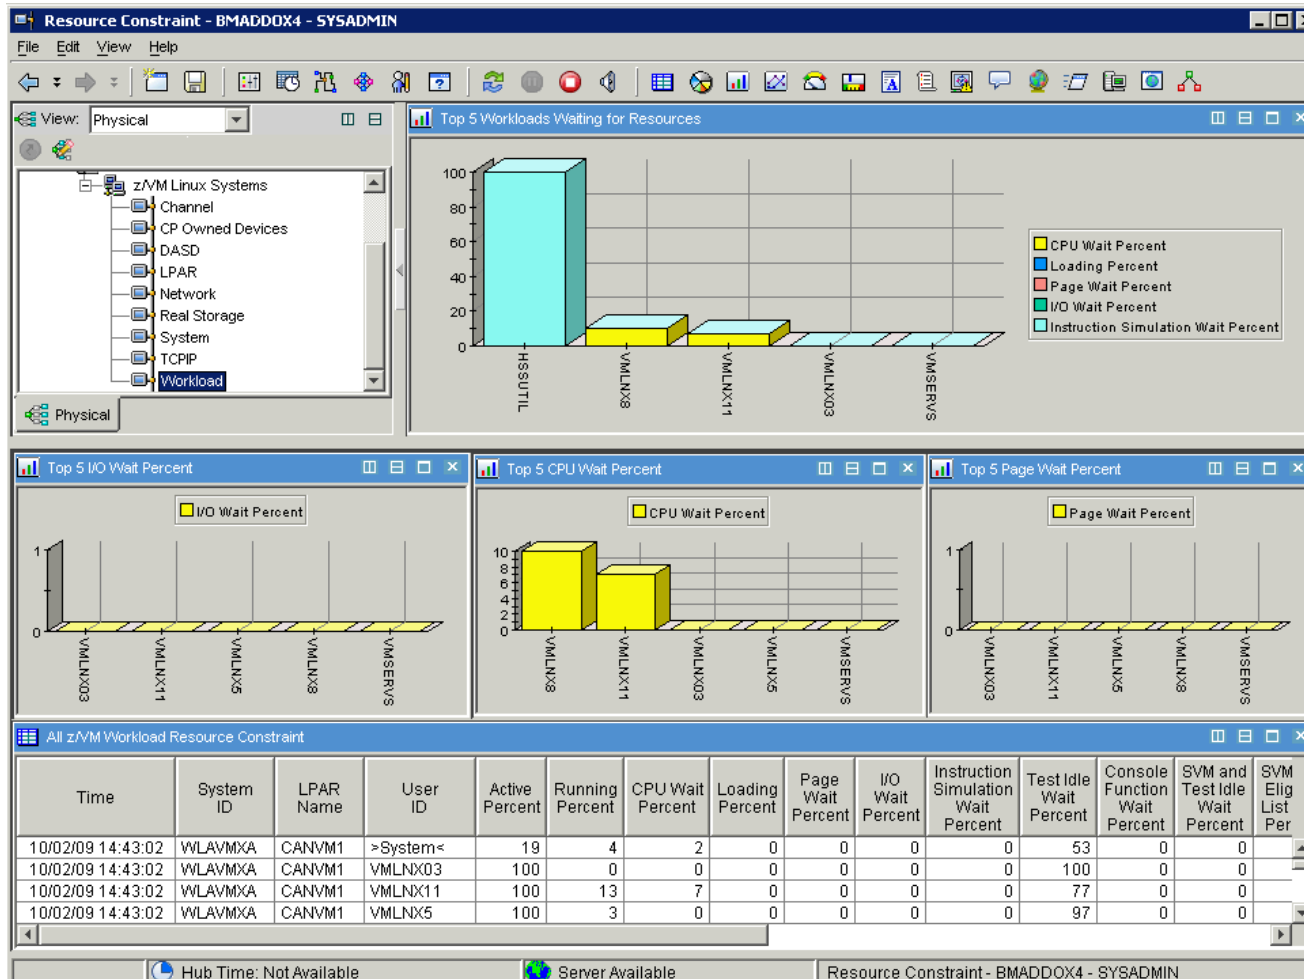 Resource Constraint - BMADDOX4 - SYSADMIN
File Edit View Help
View: Physical
z/VM Linux Systems
Channel
CP Owned Devices
DASD
LPAR
Network
Real Storage
System
TCPIP
Workload
Physical
Top 5 Workloads Waiting for Resources
100
80
60
40
20
0
HSSUTIL
VMLNX8
VMLNX11
VMLNX03
VMSERVS
CPU Wait Percent
Loading Percent
Page Wait Percent
I/O Wait Percent
Instruction Simulation Wait Percent
Top 5 I/O Wait Percent
I/O Wait Percent
1
0
VMLNX03
VMLNX11
VMLNX5
VMLNX8
VMSERVS
Top 5 CPU Wait Percent
CPU Wait Percent
10
8
6
4
2
0
VMLNX8
VMLNX11
VMLNX03
VMLNX5
VMSERVS
Top 5 Page Wait Percent
Page Wait Percent
1
0
VMLNX03
VMLNX11
VMLNX5
VMLNX8
VMSERVS
All z/VM Workload Resource Constraint
Time
System
ID
LPAR
Name
User
ID
Active
Percent
Running
Percent
CPU Wait
Percent
Loading
Percent
Page
Wait
Percent
I/O
Wait
Percent
Instruction
Simulation
Wait
Percent
Test Idle
Wait
Percent
Console
Function
Wait
Percent
SVM and
Test Idle
Wait
Percent
SVM
Elig
List
Per
10/02/09 14:43:02 WLAVMXA CANVM1 >System< 19 4 2 0 0 0 0 53 0 0
10/02/09 14:43:02 WLAVMXA CANVM1 VMLNX03 100 0 0 0 0 0 0 100 0 0
10/02/09 14:43:02 WLAVMXA CANVM1 VMLNX11 100 13 7 0 0 0 0 77 0 0
10/02/09 14:43:02 WLAVMXA CANVM1 VMLNX5 100 3 0 0 0 0 0 97 0 0
Hub Time: Not Available
Server Available
Resource Constraint - BMADDOX4 - SYSADMIN